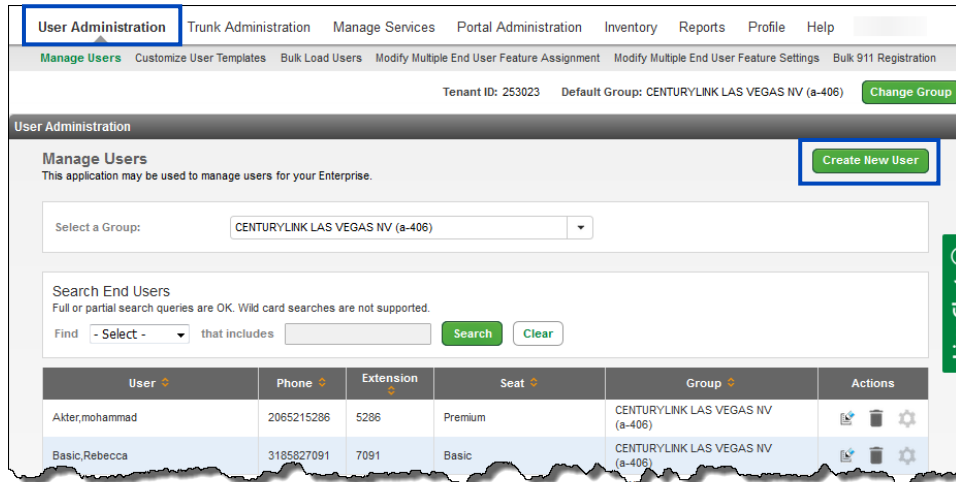 User Administration Trunk Administration Manage Services Portal Administration Inventory Reports Profile Help
Manage Users Customize User Templates Bulk Load Users Modify Multiple End User Feature Assignment Modify Multiple End User Feature Settings Bulk 911 Registration
Tenant ID: 253023 Default Group: CENTURYLINK LAS VEGAS NV (a-406) Change Group
User Administration
Manage Users
Create New User
This application may be used to manage users for your Enterprise.
Select a Group: CENTURYLINK LAS VEGAS NV (a-406)
Search End Users
Full or partial search queries are OK. Wild card searches are not supported.
Find - Select - that includes Search Clear
User Phone Extension Seat Group Actions
Akter,mohammad 2065215286 5286 Premium CENTURYLINK LAS VEGAS NV
(a-406)
Basic,Rebecca 3185827091 7091 Basic CENTURYLINK LAS VEGAS NV
(a-406)